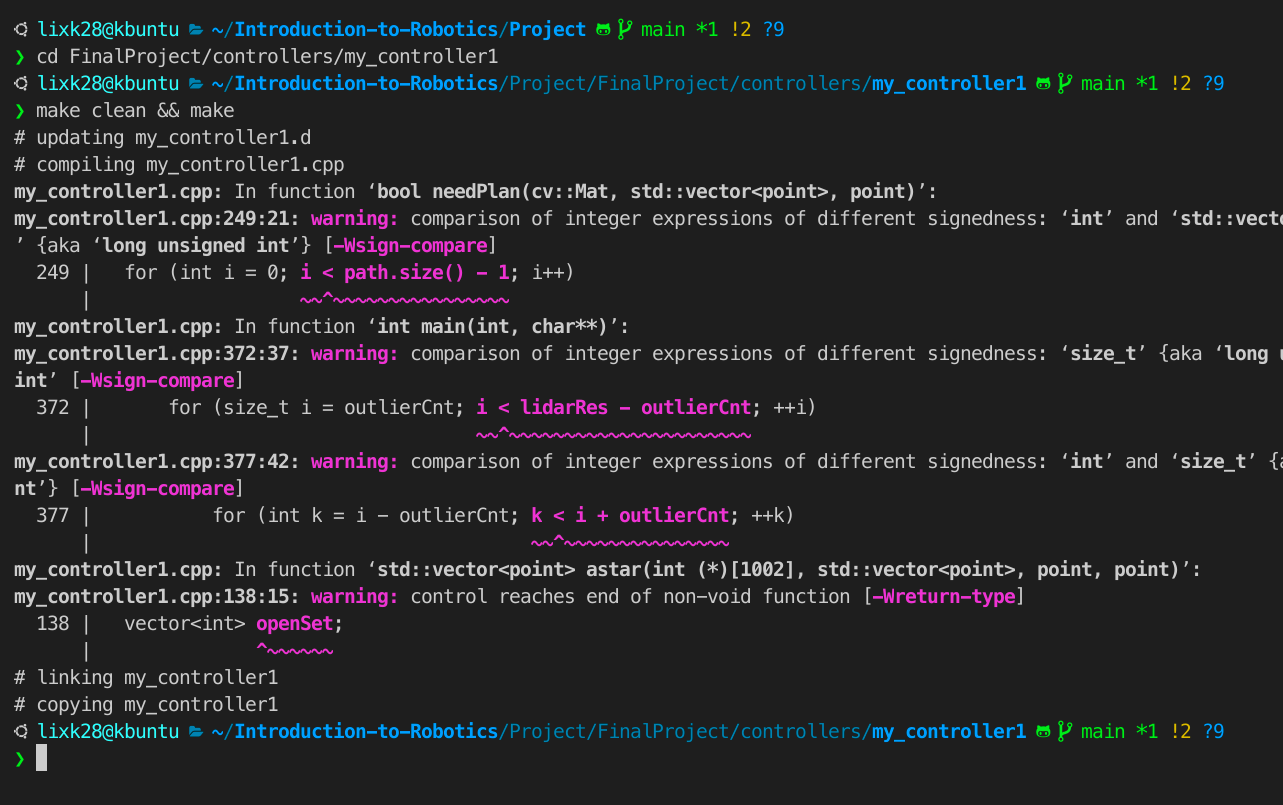 lixk28@kbuntu ~/Introduction-to-Robotics/Project main *1 !2 ?9
❯ cd FinalProject/controllers/my_controller1
lixk28@kbuntu ~/Introduction-to-Robotics/Project/FinalProject/controllers/my_controller1 main *1 !2 ?9
❯ make clean && make
# updating my_controller1.d
# compiling my_controller1.cpp
my_controller1.cpp: In function ‘bool needPlan(cv::Mat, std::vector<point>, point)’:
my_controller1.cpp:249:21: warning: comparison of integer expressions of different signedness: ‘int’ and ‘std::vect
’ {aka ‘long unsigned int’} [-Wsign-compare]
249 |   for (int i = 0; i < path.size() - 1; i++)
|                   ~~^~~~~~~~~~~~~~~~~
my_controller1.cpp: In function ‘int main(int, char**)’:
my_controller1.cpp:372:37: warning: comparison of integer expressions of different signedness: ‘size_t’ {aka ‘long
int’ [-Wsign-compare]
372 |       for (size_t i = outlierCnt; i < lidarRes - outlierCnt; ++i)
|                                   ~~^~~~~~~~~~~~~~~~~~~~~~~
my_controller1.cpp:377:42: warning: comparison of integer expressions of different signedness: ‘int’ and ‘size_t’ {
nt’} [-Wsign-compare]
377 |           for (int k = i - outlierCnt; k < i + outlierCnt; ++k)
|                                        ~~^~~~~~~~~~~~~~~~
my_controller1.cpp: In function ‘std::vector<point> astar(int (*)[1002], std::vector<point>, point, point)’:
my_controller1.cpp:138:15: warning: control reaches end of non-void function [-Wreturn-type]
138 |   vector<int> openSet;
|               ^~~~~~~
# linking my_controller1
# copying my_controller1
lixk28@kbuntu ~/Introduction-to-Robotics/Project/FinalProject/controllers/my_controller1 main *1 !2 ?9
❯